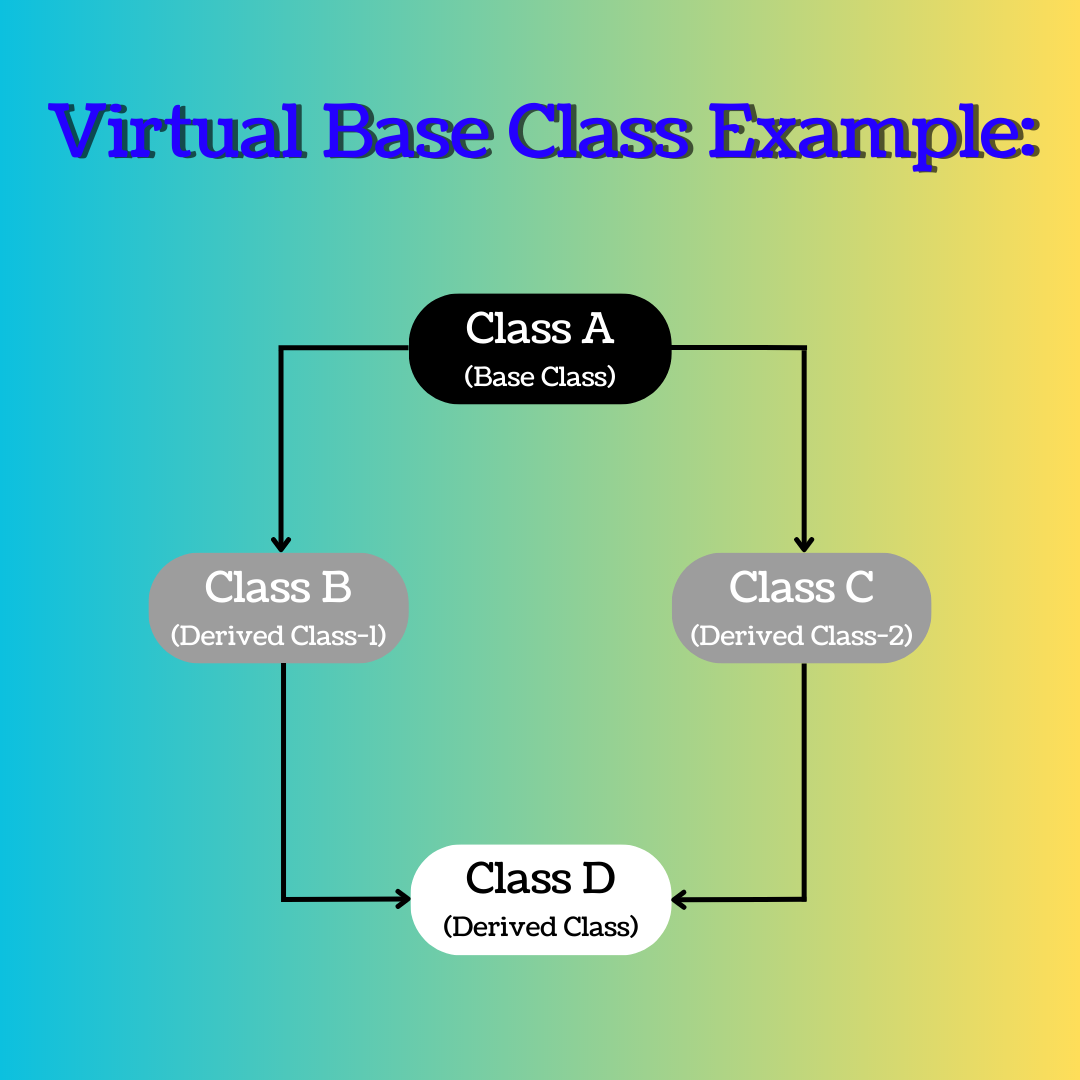 Virtual Base Class Example:
Class A
(Base Class)
Class B
(Derived Class-1)
Class C
(Derived Class-2)
Class D
(Derived Class)